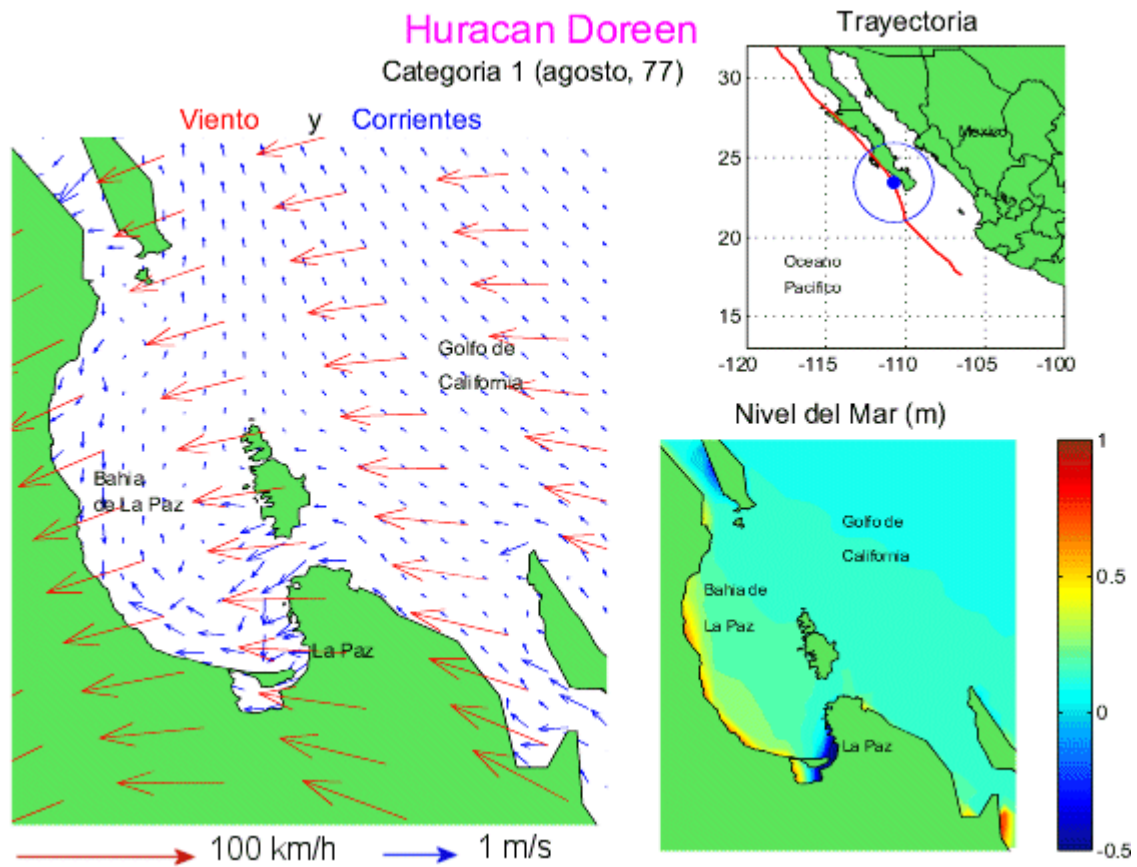 Huracan Doreen
Categoria 1 (agosto, 77)
Viento y Corrientes
Golfo de
California
Bahia
de La Paz
La Paz
100 km/h
1 m/s
Trayectoria
30
25
20
15
Mexico
Oceano
Pacifico
-120 -115 -110 -105 -100
Nivel del Mar (m)
Golfo de
California
Bahia de
La Paz
La Paz
1
0.5
0
-0.5